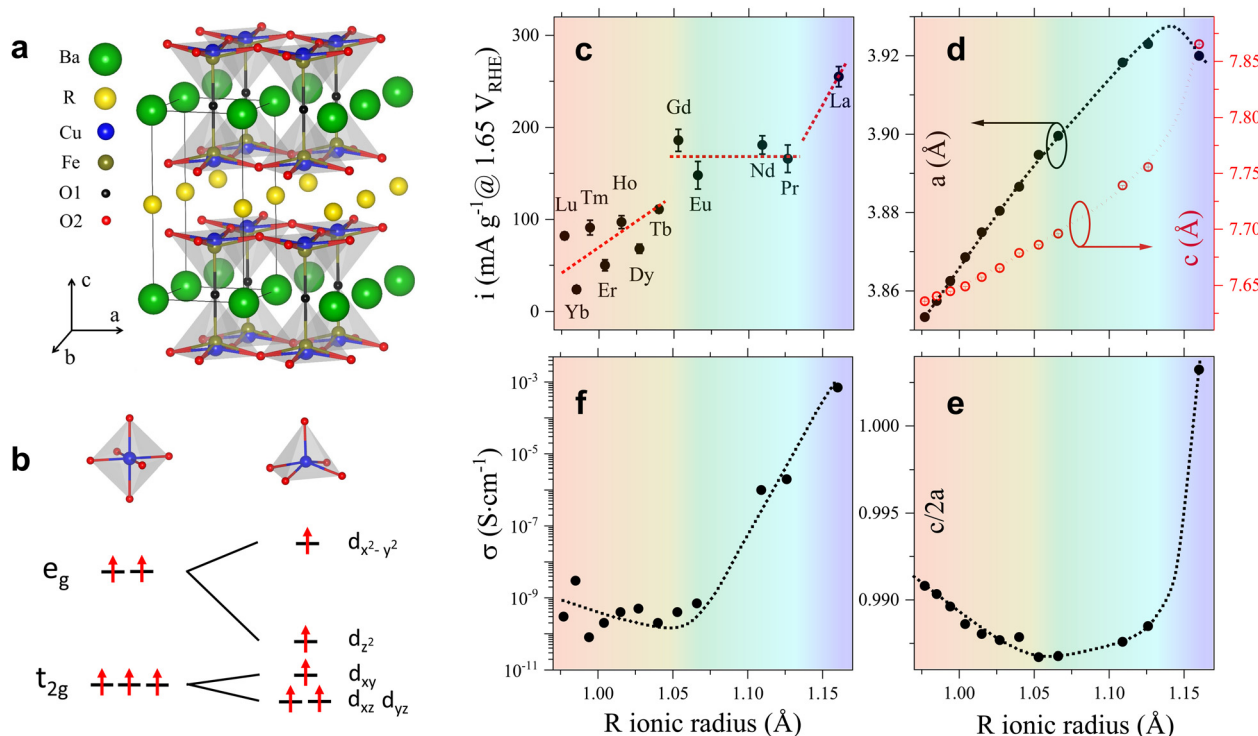 a
Ba
R
Cu
Fe
O1
O2
c
a
b
b
e_g
t_2g
d_x²-y²
d_z²
d_xy
d_xz d_yz
c
i (mA g⁻¹@ 1.65 V_RHE)
300
200
100
0
Lu
Yb
Tm
Er
Ho
Dy
Tb
Gd
Eu
Nd
Pr
La
d
a (Å)
3.92
3.90
3.88
3.86
c (Å)
7.85
7.80
7.75
7.70
7.65
f
σ (S·cm⁻¹)
10⁻³
10⁻⁵
10⁻⁷
10⁻⁹
10⁻¹¹
1.00 1.05 1.10 1.15
R ionic radius (Å)
e
c/2a
1.000
0.995
0.990
1.00 1.05 1.10 1.15
R ionic radius (Å)